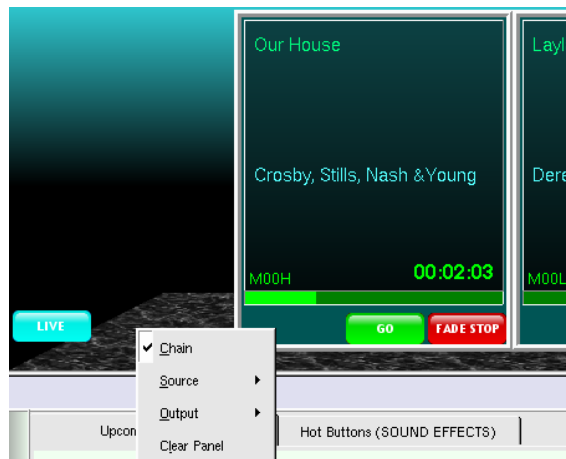 Our House
Layl
Crosby, Stills, Nash &Young
Dere
M00H
00:02:03
M00L
LIVE
GO
FADE STOP
Chain
Source
Output
Clear Panel
Upcon
Hot Buttons (SOUND EFFECTS)